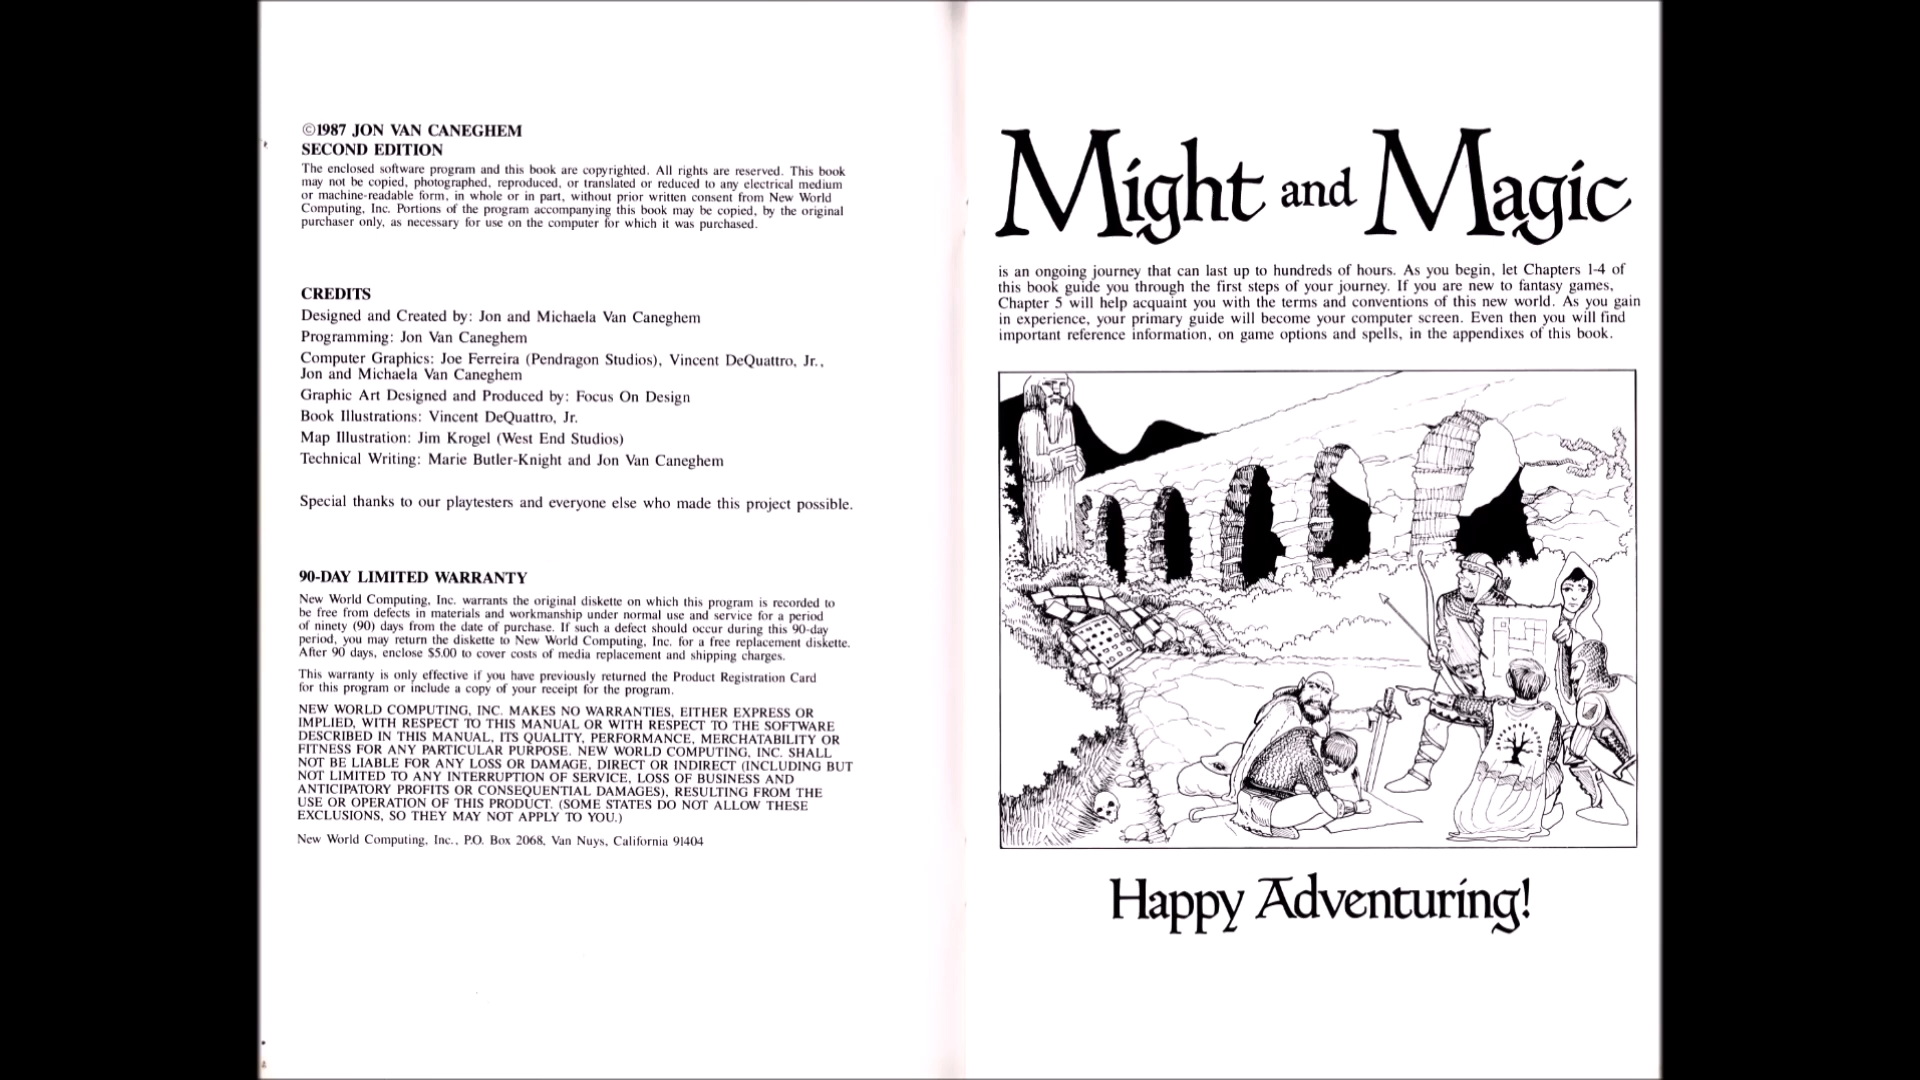 ©1987 JON VAN CANEGHEM
SECOND EDITION
The enclosed software program and this book are copyrighted. All rights are reserved. This book
may not be copied, photographed, reproduced, or translated or reduced to any electrical medium
or machine-readable form, in whole or in part, without prior written consent from New World
Computing, Inc. Portions of the program accompanying this book may be copied, by the original
purchaser only, as necessary for use on the computer for which it was purchased.
CREDITS
Designed and Created by: Jon and Michaela Van Caneghem
Programming: Jon Van Caneghem
Computer Graphics: Joe Ferreira (Pendragon Studios), Vincent DeQuattro, Jr.,
Jon and Michaela Van Caneghem
Graphic Art Designed and Produced by: Focus On Design
Book Illustrations: Vincent DeQuattro, Jr.
Map Illustration: Jim Krogel (West End Studios)
Technical Writing: Marie Butler-Knight and Jon Van Caneghem
Special thanks to our playtesters and everyone else who made this project possible.
90-DAY LIMITED WARRANTY
New World Computing, Inc. warrants the original diskette on which this program is recorded to
be free from defects in materials and workmanship under normal use and service for a period
of ninety (90) days from the date of purchase. If such a defect should occur during this 90-day
period, you may return the diskette to New World Computing, Inc. for a free replacement diskette.
After 90 days, enclose $5.00 to cover costs of media replacement and shipping charges.
This warranty is only effective if you have previously returned the Product Registration Card
for this program or include a copy of your receipt for the program.
NEW WORLD COMPUTING, INC. MAKES NO WARRANTIES, EITHER EXPRESS OR
IMPLIED, WITH RESPECT TO THIS MANUAL OR WITH RESPECT TO THE SOFTWARE
DESCRIBED IN THIS MANUAL, ITS QUALITY, PERFORMANCE, MERCHATABILITY OR
FITNESS FOR ANY PARTICULAR PURPOSE. NEW WORLD COMPUTING, INC. SHALL
NOT BE LIABLE FOR ANY LOSS OR DAMAGE, DIRECT OR INDIRECT (INCLUDING BUT
NOT LIMITED TO ANY INTERRUPTION OF SERVICE, LOSS OF BUSINESS AND
ANTICIPATORY PROFITS OR CONSEQUENTIAL DAMAGES), RESULTING FROM THE
USE OR OPERATION OF THIS PRODUCT. (SOME STATES DO NOT ALLOW THESE
EXCLUSIONS, SO THEY MAY NOT APPLY TO YOU.)
New World Computing, Inc., P.O. Box 2068, Van Nuys, California 91404
Might and Magic
is an ongoing journey that can last up to hundreds of hours. As you begin, let Chapters 1-4 of
this book guide you through the first steps of your journey. If you are new to fantasy games,
Chapter 5 will help acquaint you with the terms and conventions of this new world. As you gain
in experience, your primary guide will become your computer screen. Even then you will find
important reference information, on game options and spells, in the appendixes of this book.
Happy Adventuring!